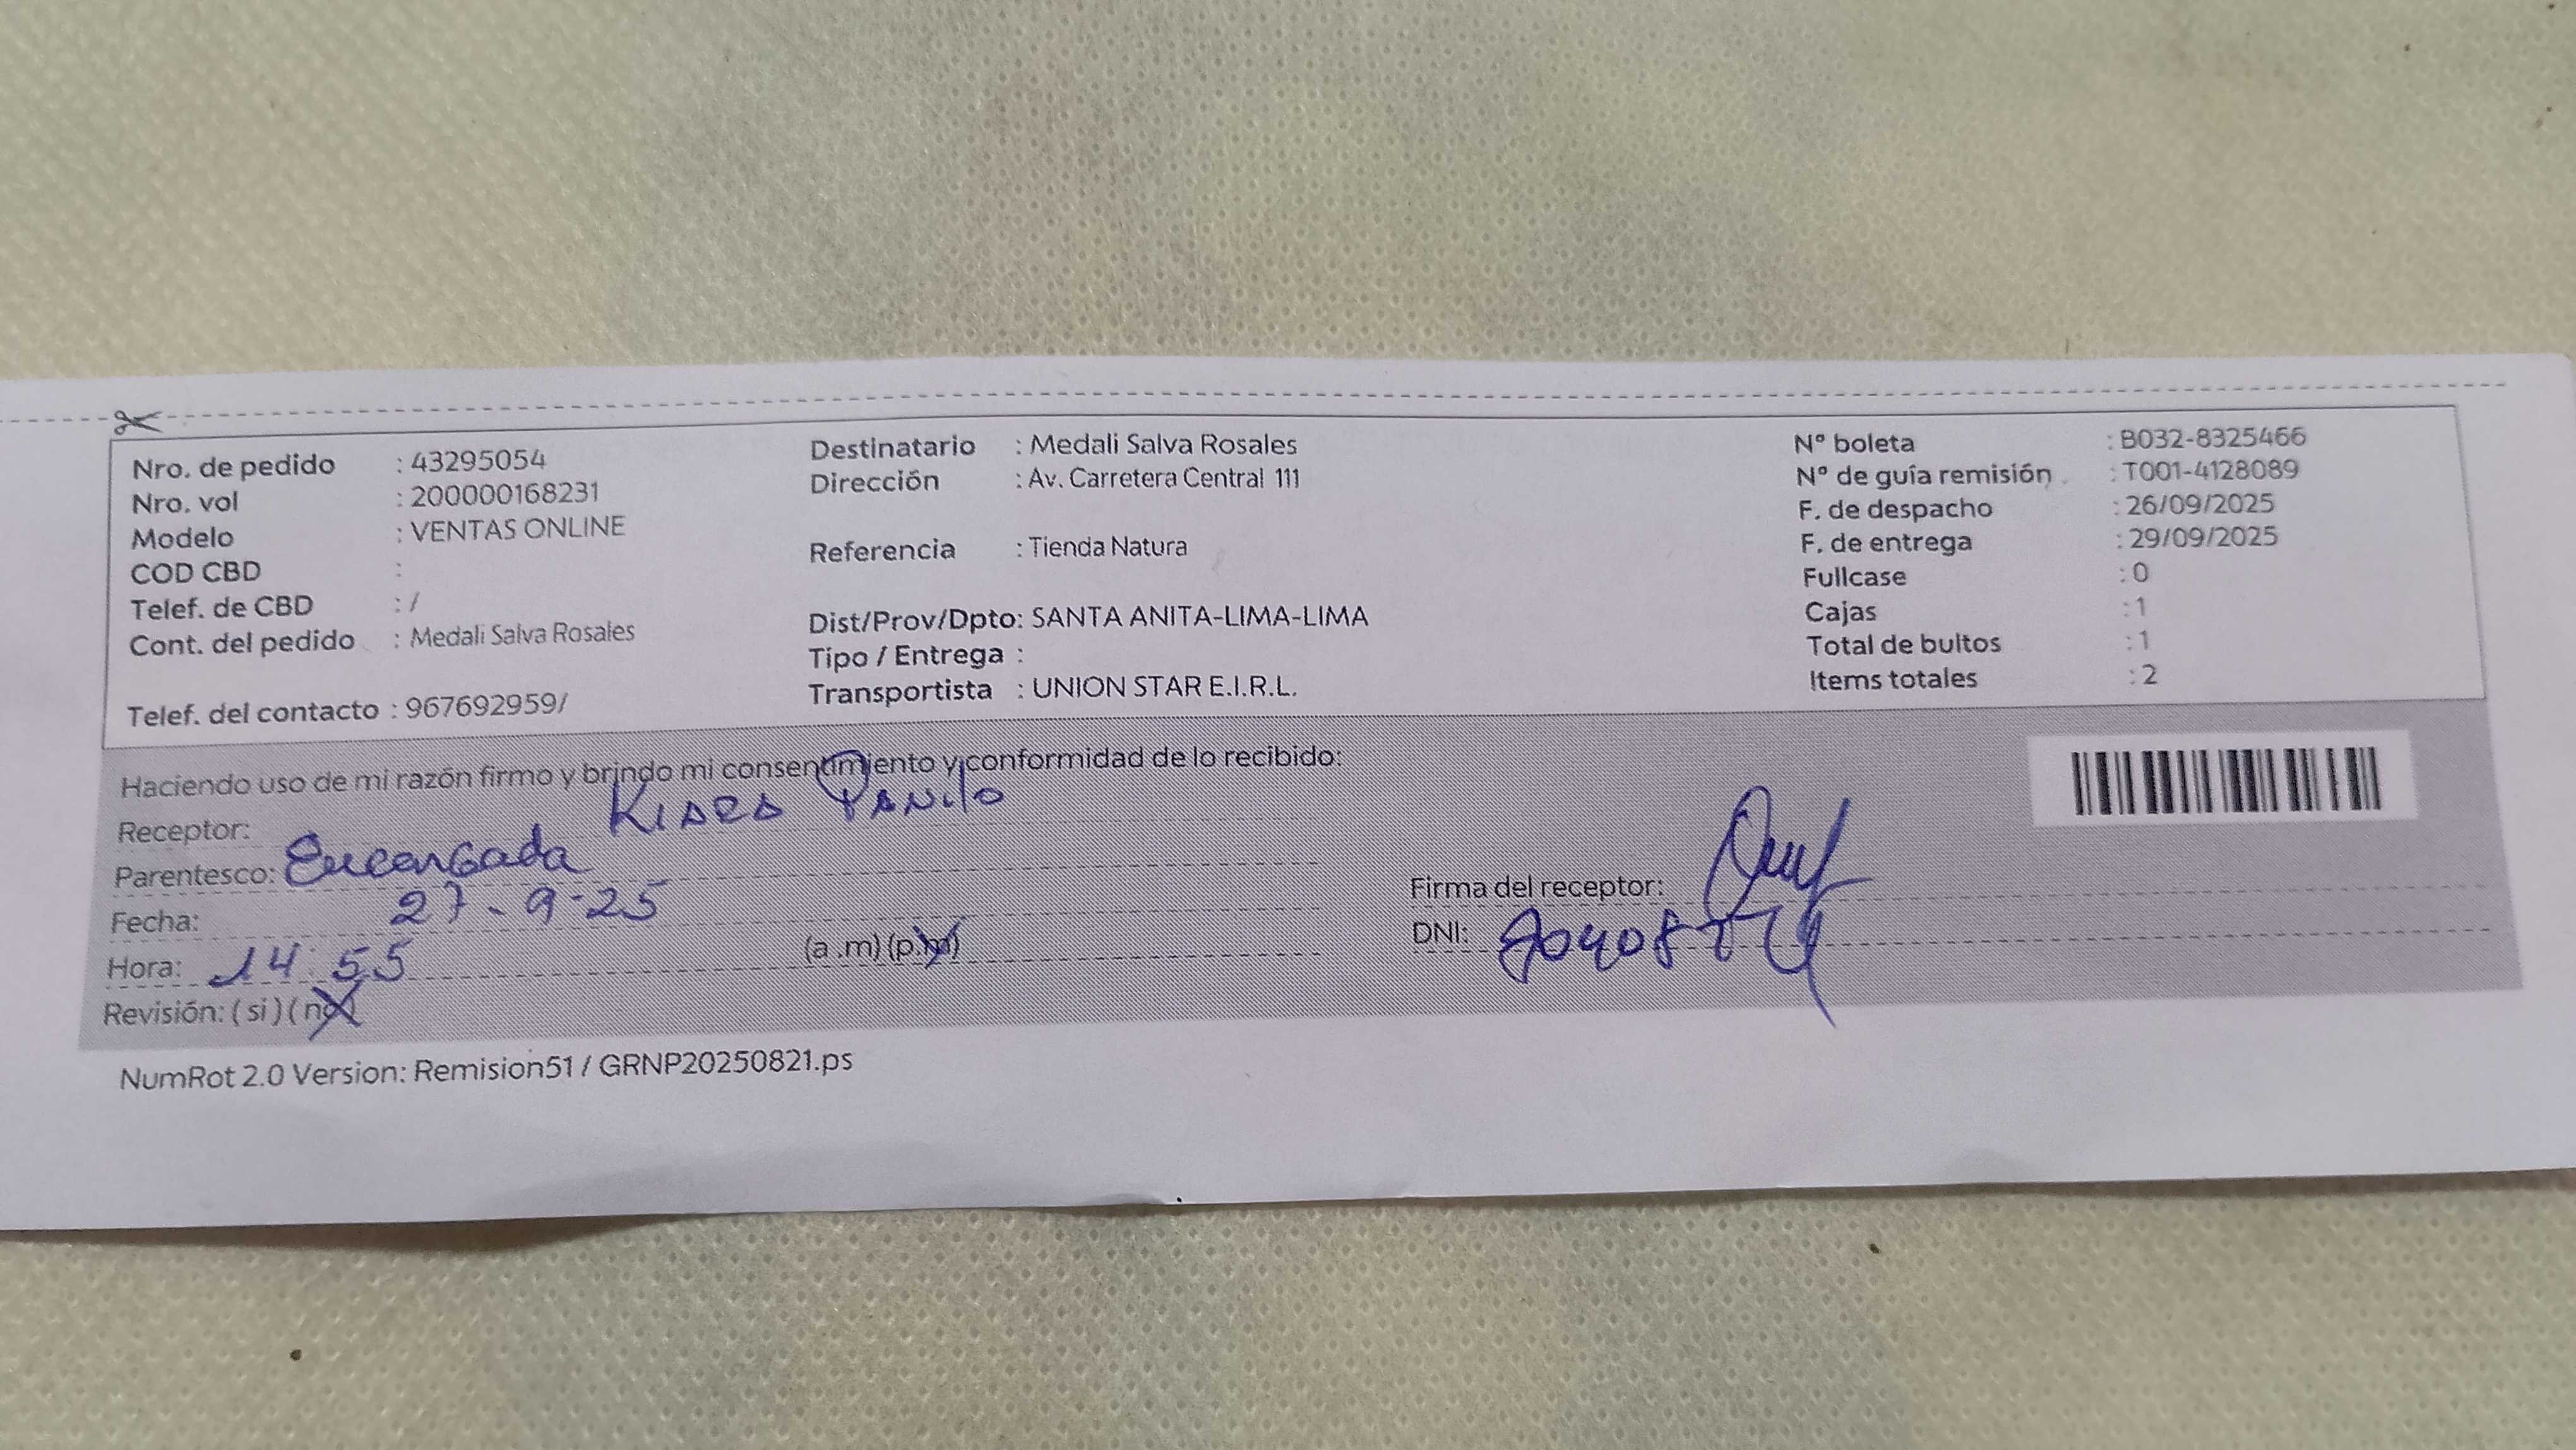 Nro. de pedido : 43295054
Nro. vol : 200000168231
Modelo : VENTAS ONLINE
COD CBD :
Telef. de CBD : /
Cont. del pedido : Medali Salva Rosales
Telef. del contacto : 967692959/
Destinatario : Medali Salva Rosales
Dirección : Av. Carretera Central 111
Referencia : Tienda Natura
Dist/Prov/Dpto: SANTA ANITA-LIMA-LIMA
Tipo / Entrega :
Transportista : UNION STAR E.I.R.L.
N° boleta : B032-8325466
N° de guía remisión : T001-4128089
F. de despacho : 26/09/2025
F. de entrega : 29/09/2025
Fullcase : 0
Cajas : 1
Total de bultos : 1
Items totales : 2
Haciendo uso de mi razón firmo y brindo mi consentimiento y conformidad de lo recibido:
Receptor:
Parentesco: Encargada
Fecha: 27-9-25
Hora: 14:55 (a.m) (p.m)
Revisión: (si) (no)
Firma del receptor:
DNI:
NumRot 2.0 Version: Remision51 / GRNP20250821.ps